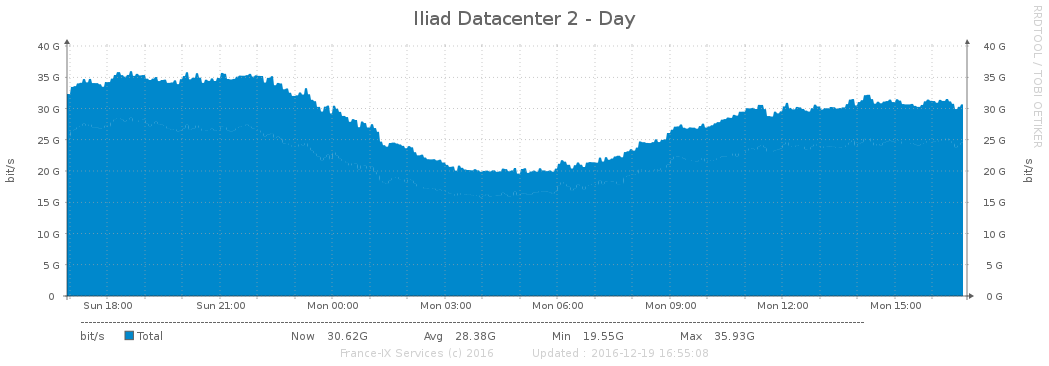 Iliad Datacenter 2 - Day
RRDTOOL / TOBI OETIKER
40 G 40 G
35 G 35 G
30 G 30 G
25 G 25 G
20 G 20 G
15 G 15 G
10 G 10 G
5 G 5 G
0 0 G
bit/s bit/s
Sun 18:00 Sun 21:00 Mon 00:00 Mon 03:00 Mon 06:00 Mon 09:00 Mon 12:00 Mon 15:00
bit/s Total Now 30.62G Avg 28.38G Min 19.55G Max 35.93G
France-IX Services (c) 2016 Updated : 2016-12-19 16:55:08